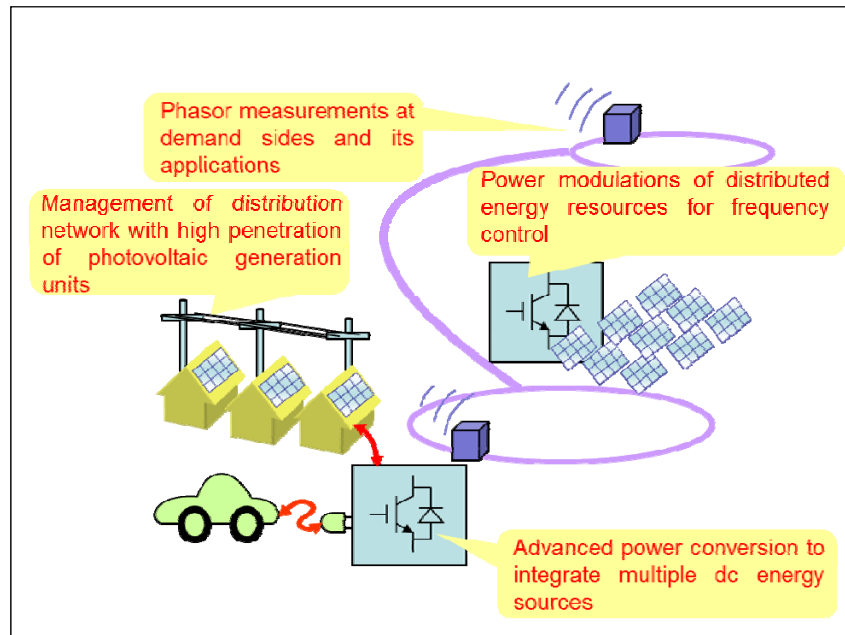 Phasor measurements at
demand sides and its
applications
Management of distribution
network with high penetration
of photovoltaic generation
units
Power modulations of distributed
energy resources for frequency
control
Advanced power conversion to
integrate multiple dc energy
sources